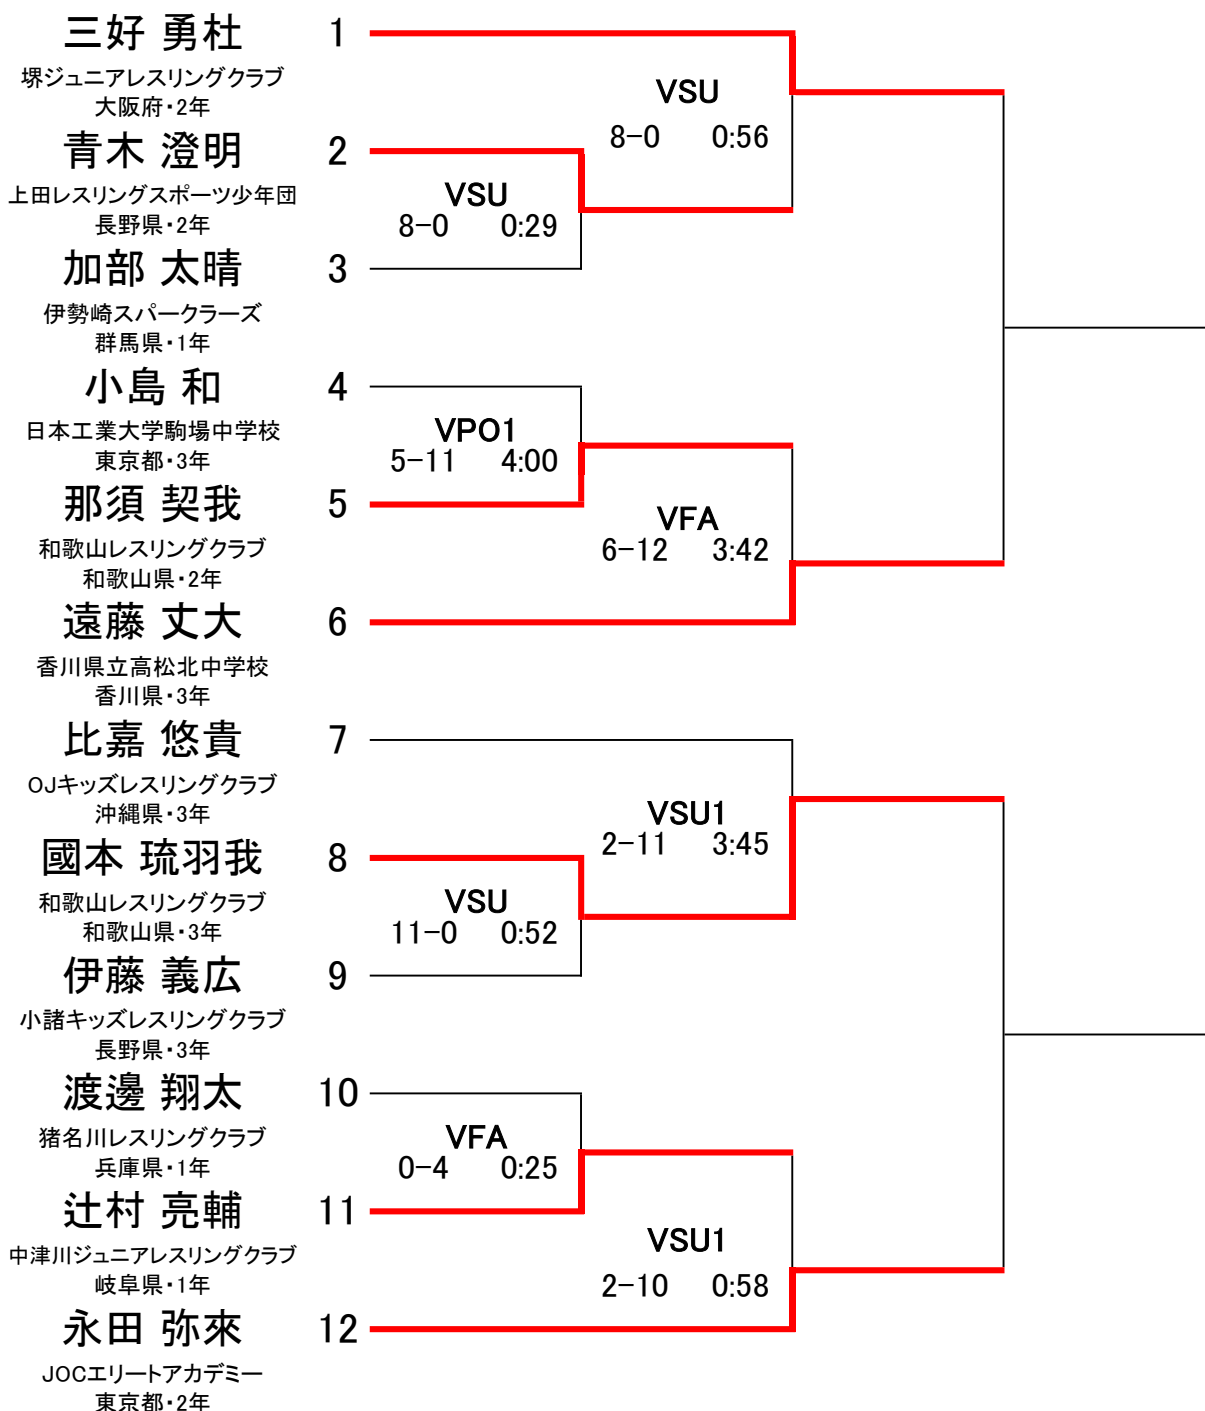 三好 勇杜 1
堺ジュニアレスリングクラブ
大阪府・2年
VSU
8-0 0:56
青木 澄明 2
上田レスリングスポーツ少年団
長野県・2年
VSU
8-0 0:29
加部 太晴 3
伊勢崎スパークラーズ
群馬県・1年
小島 和 4
日本工業大学駒場中学校
東京都・3年
VPO1
5-11 4:00
那須 契我 5
和歌山レスリングクラブ
和歌山県・2年
VFA
6-12 3:42
遠藤 丈大 6
香川県立高松北中学校
香川県・3年
比嘉 悠貴 7
OJキッズレスリングクラブ
沖縄県・3年
VSU1
2-11 3:45
國本 琉羽我 8
和歌山レスリングクラブ
和歌山県・3年
VSU
11-0 0:52
伊藤 義広 9
小諸キッズレスリングクラブ
長野県・3年
渡邊 翔太 10
猪名川レスリングクラブ
兵庫県・1年
VFA
0-4 0:25
辻村 亮輔 11
中津川ジュニアレスリングクラブ
岐阜県・1年
VSU1
2-10 0:58
永田 弥來 12
JOCエリートアカデミー
東京都・2年